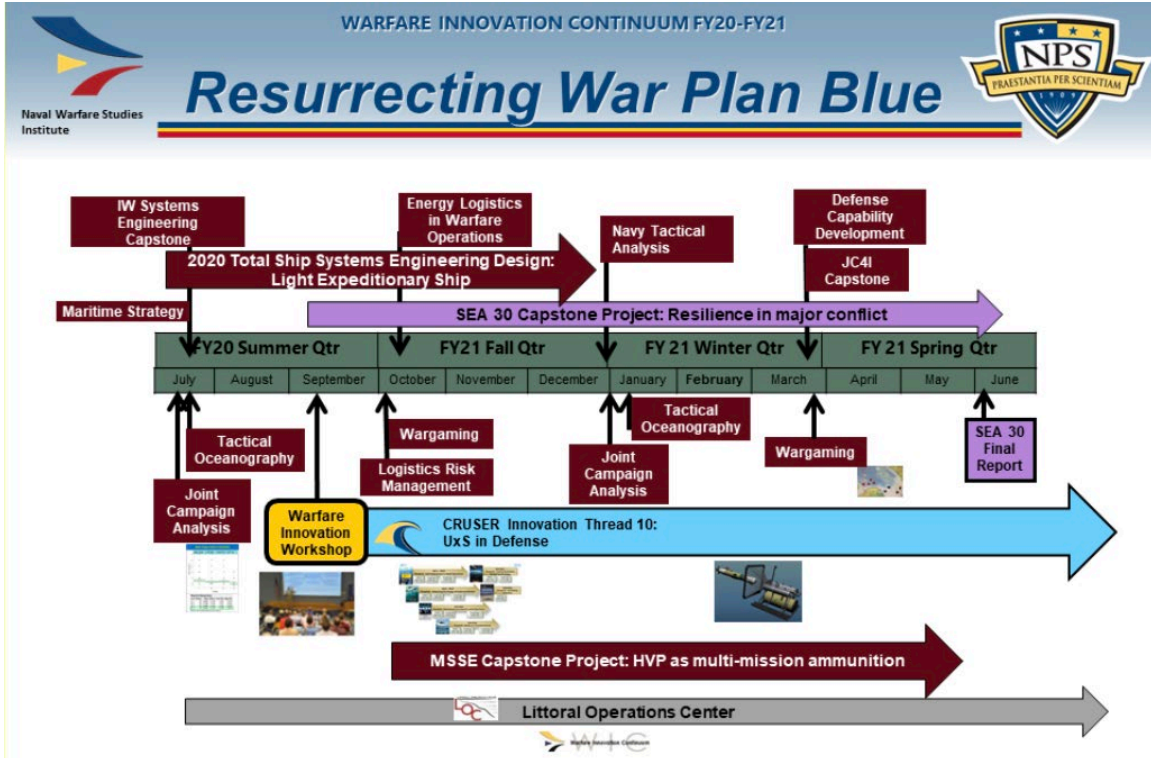 WARFARE INNOVATION CONTINUUM FY20-FY21
Resurrecting War Plan Blue
Naval Warfare Studies
Institute
NPS
PRAESTANTIA PER SCIENTIAM
1909
IW Systems
Engineering
Capstone
Energy Logistics
in Warfare
Operations
Navy Tactical
Analysis
Defense
Capability
Development
JC4I
Capstone
2020 Total Ship Systems Engineering Design:
Light Expeditionary Ship
Maritime Strategy
SEA 30 Capstone Project: Resilience in major conflict
FY20 Summer Qtr
FY21 Fall Qtr
FY 21 Winter Qtr
FY 21 Spring Qtr
July
August
September
October
November
December
January
February
March
April
May
June
Tactical
Oceanography
Joint
Campaign
Analysis
Wargaming
Logistics Risk
Management
Tactical
Oceanography
Joint
Campaign
Analysis
Wargaming
SEA 30
Final
Report
Warfare
Innovation
Workshop
CRUSER Innovation Thread 10:
UxS in Defense
MSSE Capstone Project: HVP as multi-mission ammunition
LOC
Littoral Operations Center
WIC
Warfare Innovation Continuum